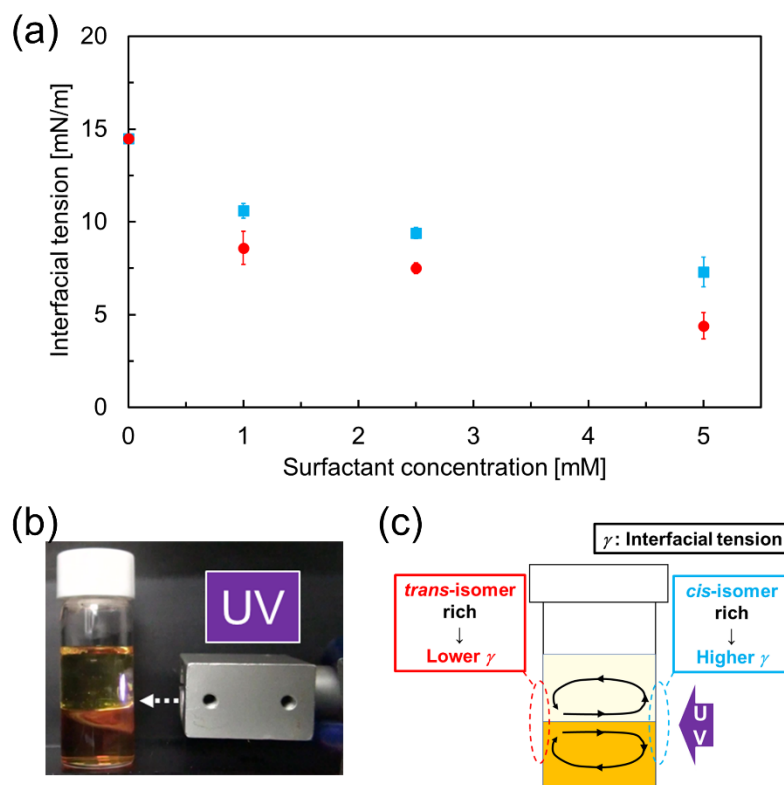 (a)
Interfacial tension [mN/m]
20
15
10
5
0
0
1
2
3
4
5
Surfactant concentration [mM]
(b)
UV
(c)
γ : Interfacial tension
trans-isomer
rich
↓
Lower γ
cis-isomer
rich
↓
Higher γ
U
V